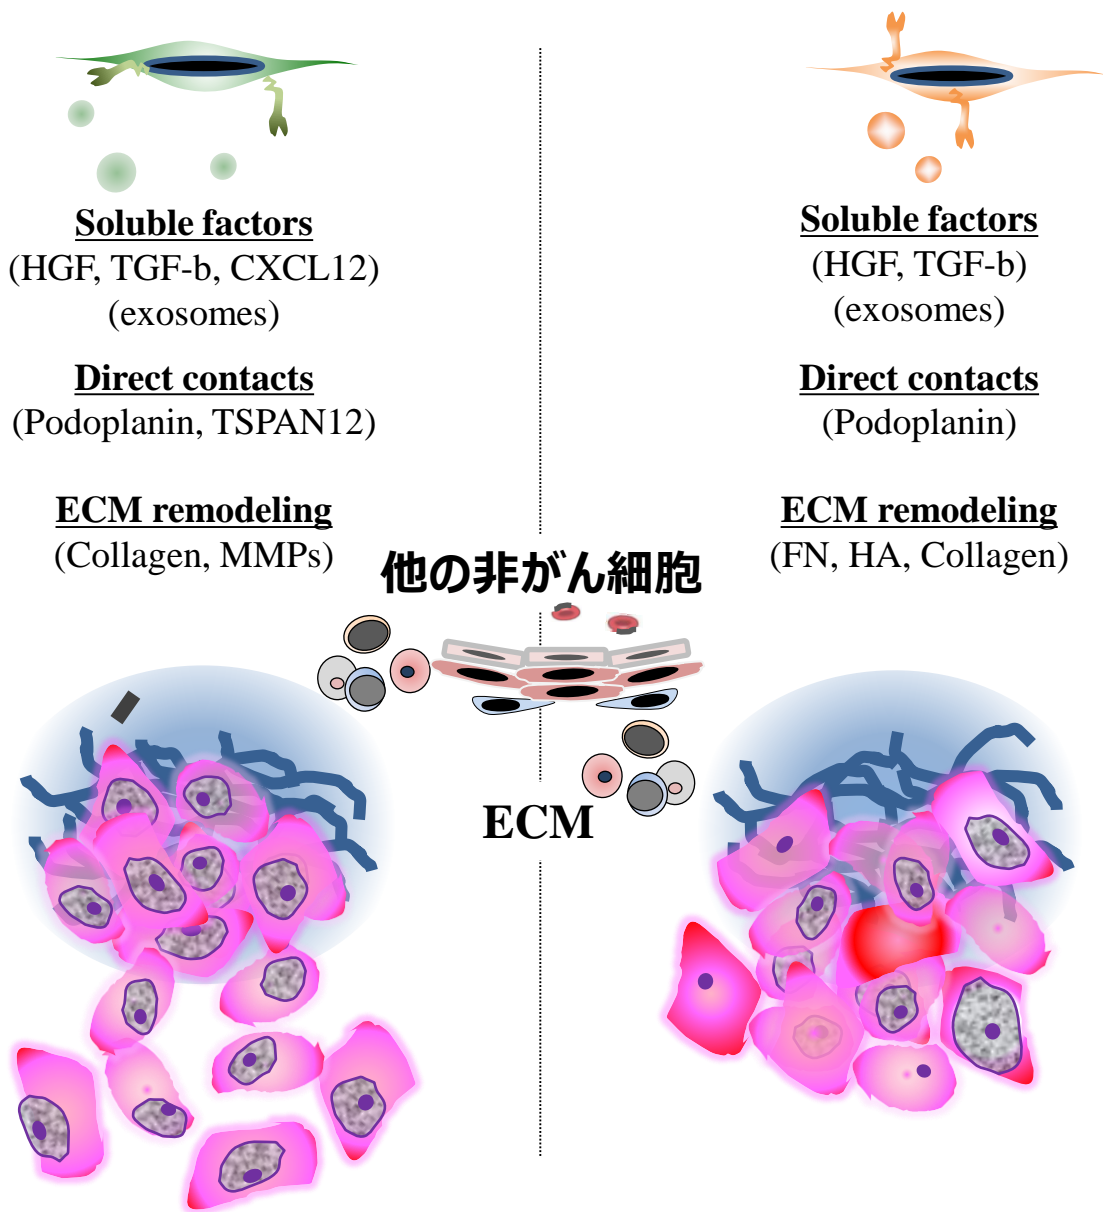 Soluble factors
(HGF, TGF-b, CXCL12)
(exosomes)
Direct contacts
(Podoplanin, TSPAN12)
ECM remodeling
(Collagen, MMPs)
Soluble factors
(HGF, TGF-b)
(exosomes)
Direct contacts
(Podoplanin)
ECM remodeling
(FN, HA, Collagen)
他の非がん細胞
ECM